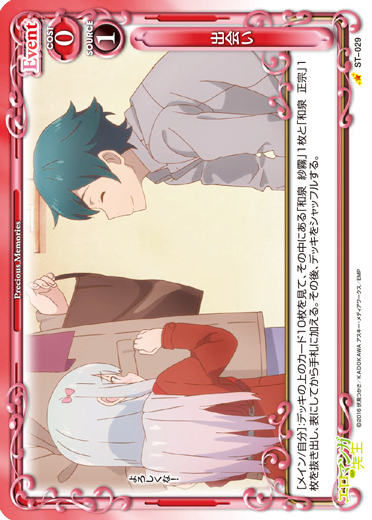 Event
COST
0
SOURCE
1
出会い
Precious Memories
よろしくな！
[メイン/自分]：デッキの上のカード10枚を見て、その中にある「和泉　紗霧」1枚と「和泉　正宗」1
枚を抜き出し、表にしてから手札に加える。その後、デッキをシャッフルする。
エロマンガ
先生
©2016 伏見つかさ／KADOKAWA アスキー・メディアワークス／EMP
ST-029